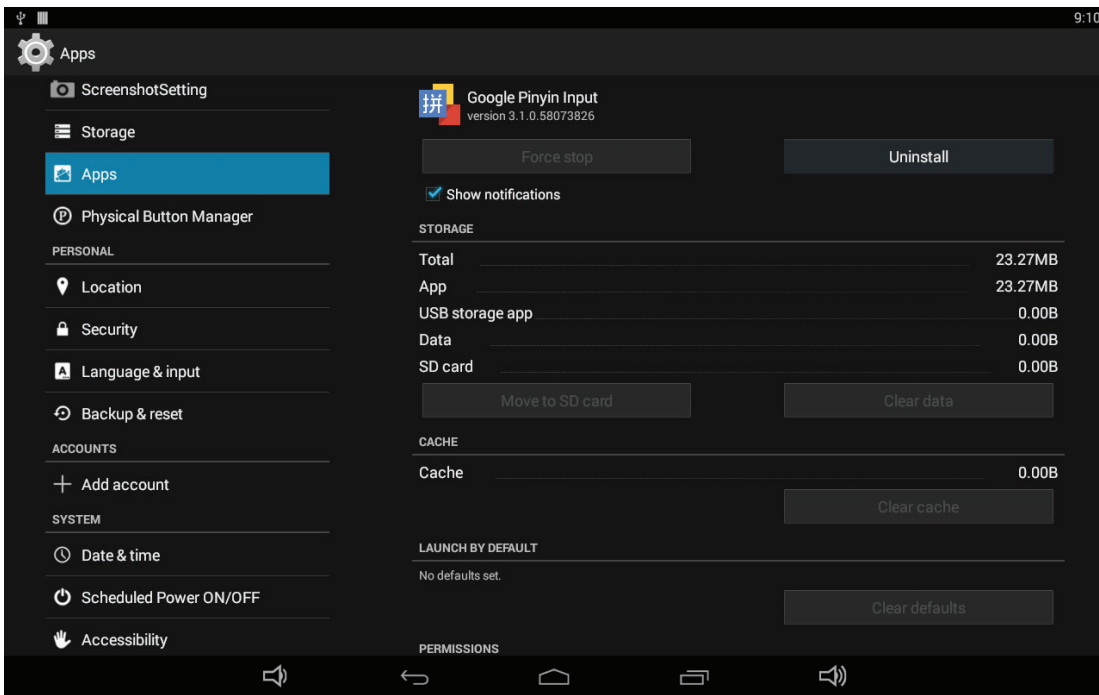 9:10
Apps
ScreenshotSetting
Storage
Apps
Physical Button Manager
PERSONAL
Location
Security
Language & input
Backup & reset
ACCOUNTS
Add account
SYSTEM
Date & time
Scheduled Power ON/OFF
Accessibility
拼
Google Pinyin Input
version 3.1.0.58073826
Force stop
Uninstall
Show notifications
STORAGE
Total 23.27MB
App 23.27MB
USB storage app 0.00B
Data 0.00B
SD card 0.00B
Move to SD card
Clear data
CACHE
Cache 0.00B
Clear cache
LAUNCH BY DEFAULT
No defaults set.
Clear defaults
PERMISSIONS